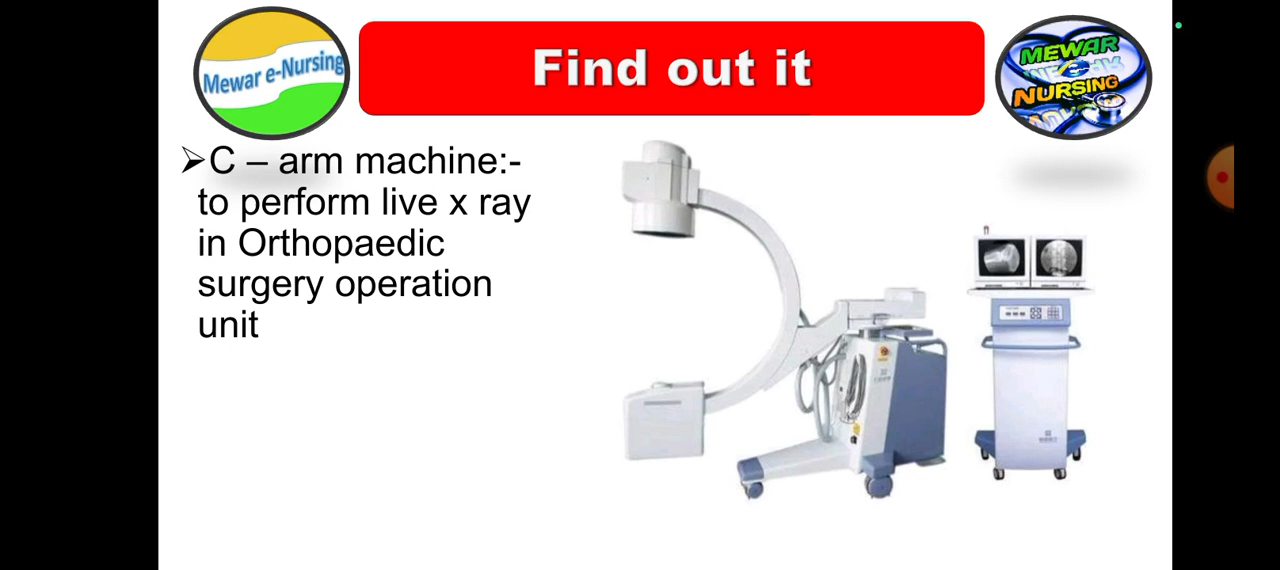 Mewar e-Nursing
Find out it
MEWAR
NURSING
➢C – arm machine:-
to perform live x ray
in Orthopaedic
surgery operation
unit